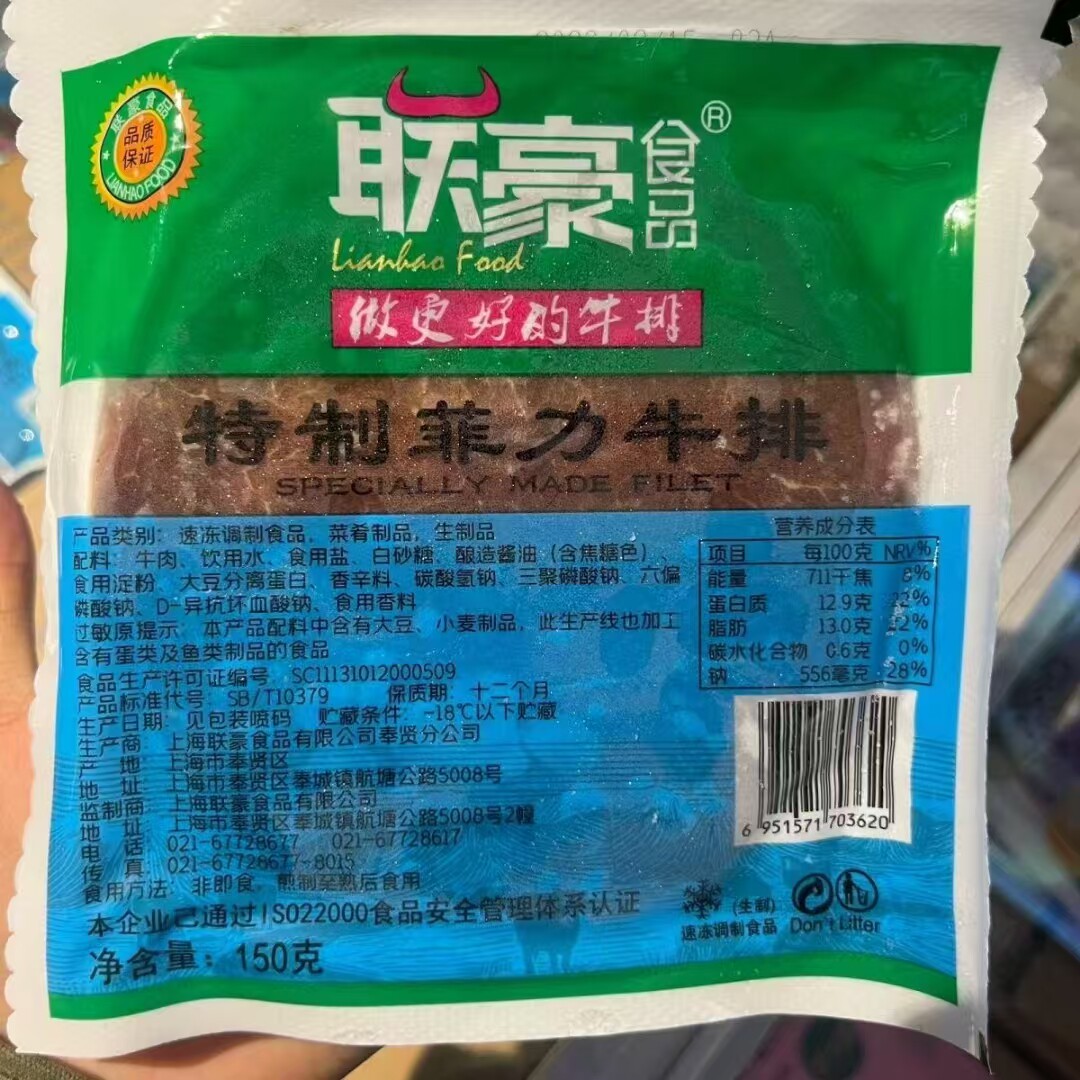 联豪食品
品质
保证
LIANHAO FOOD
联豪食品®
Lianhao Food
做更好的牛排
特制菲力牛排
SPECIALLY MADE FILET
产品类别：速冻调制食品，菜肴制品，生制品
配料：牛肉、饮用水、食用盐、白砂糖、酿造酱油（含焦糖色）、
食用淀粉、大豆分离蛋白、香辛料、碳酸氢钠、三聚磷酸钠、六偏
磷酸钠、D-异抗坏血酸钠、食用香料
过敏原提示：本产品配料中含有大豆、小麦制品，此生产线也加工
含有蛋类及鱼类制品的食品
食品生产许可证编号：SC11131012000509
产品标准代号：SB/T10379 保质期：十二个月
生产日期：见包装喷码 贮藏条件：-18℃以下贮藏
生产商：上海联豪食品有限公司奉贤分公司
产地：上海市奉贤区
地址：上海市奉贤区奉城镇航塘公路5008号
监制商：上海联豪食品有限公司
地址：上海市奉贤区奉城镇航塘公路5008号2幢
电话：021-67728677 021-67728617
传真：021-67728677-8015
食用方法：非即食，煎制至熟后食用
本企业已通过ISO22000食品安全管理体系认证
净含量：150克
营养成分表
项目 每100克 NRV%
能量 711千焦 8%
蛋白质 12.9克
脂肪 13.0克 22%
碳水化合物 0.6克 0%
钠 556毫克 28%
6 951571 703620
(生制)
速冻调制食品
Don't Litter